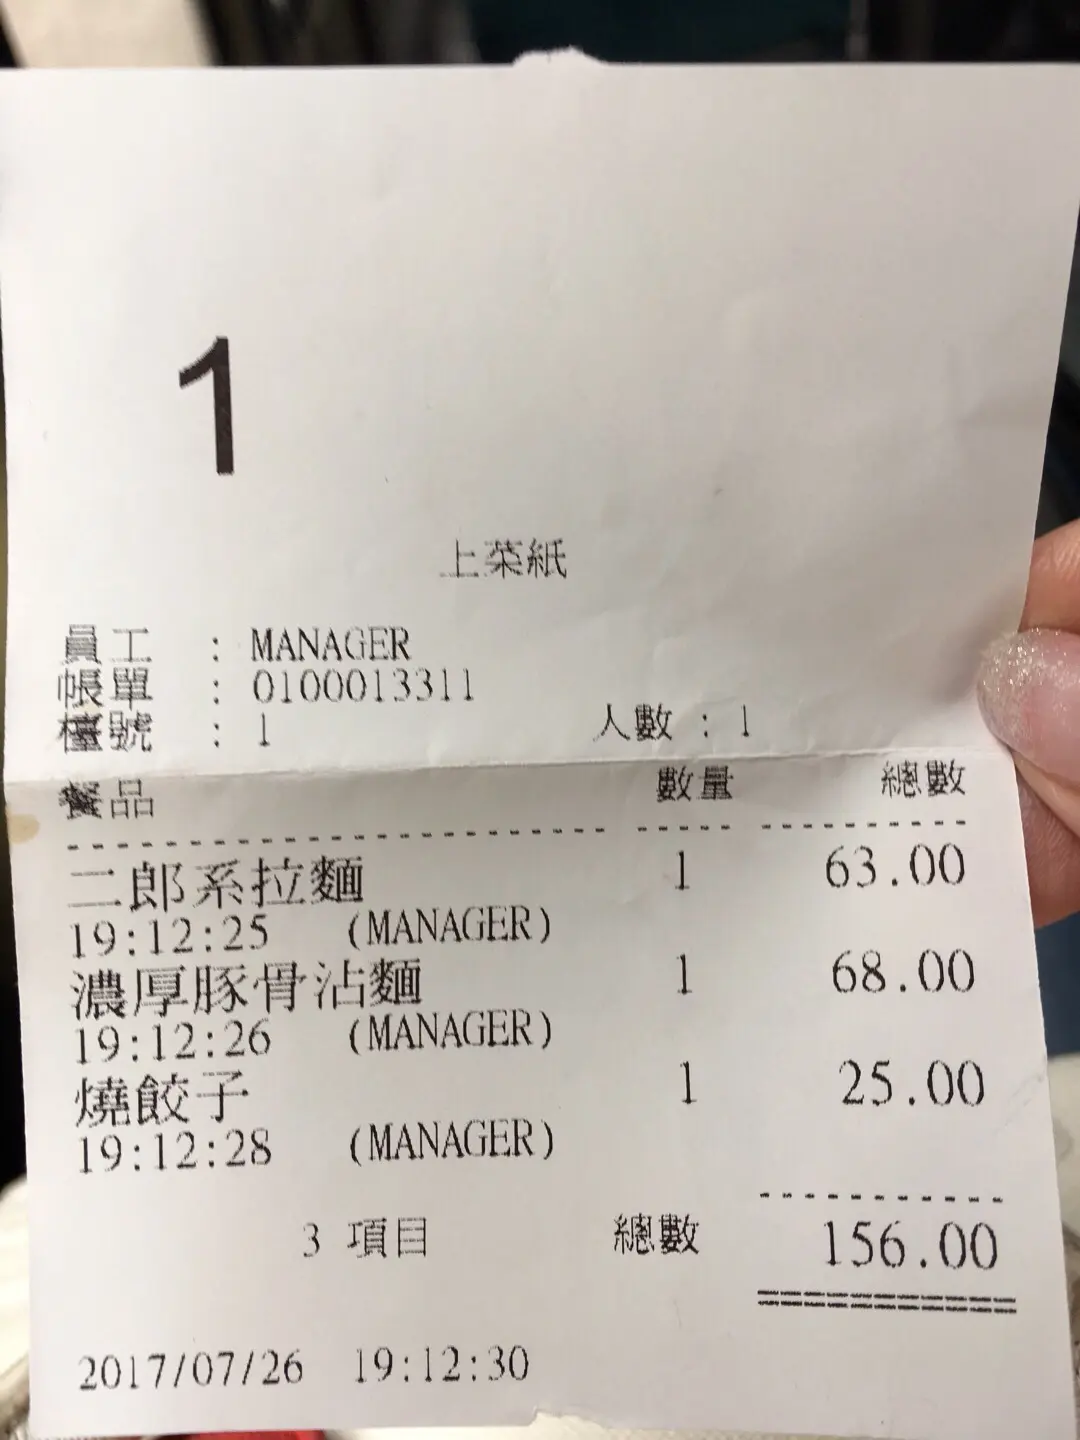 1
上菜紙
員工 : MANAGER
帳單 : 0100013311
檯號 : 1 人數 : 1
餐品 數量 總數
二郎系拉麵 1 63.00
19:12:25 (MANAGER)
濃厚豚骨沾麵 1 68.00
19:12:26 (MANAGER)
燒餃子 1 25.00
19:12:28 (MANAGER)
3 項目 總數 156.00
2017/07/26 19:12:30